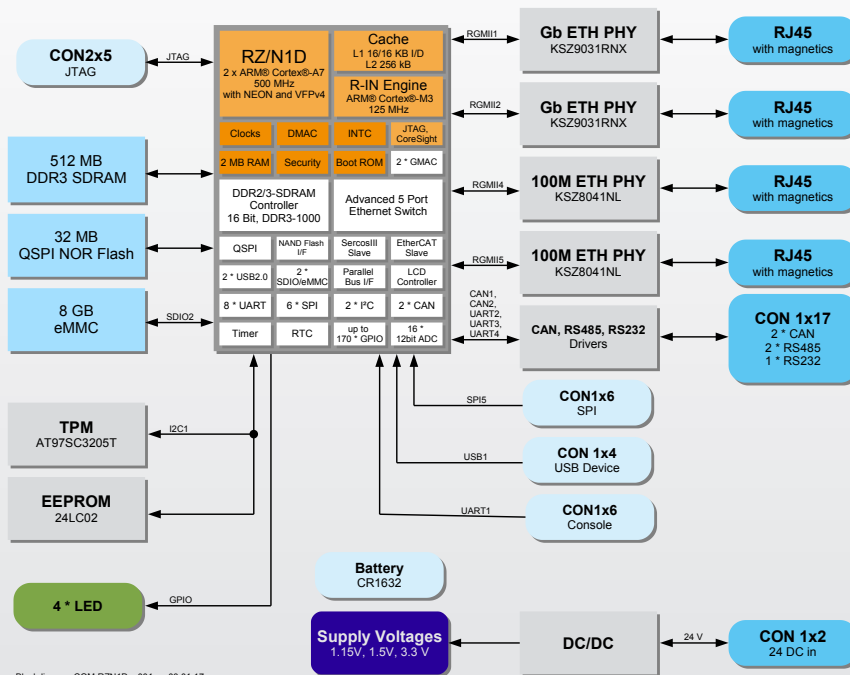 CON2x5
JTAG
JTAG
RZ/N1D
2 x ARM® Cortex®-A7
500 MHz
with NEON and VFPv4
Cache
L1 16/16 KB I/D
L2 256 kB
R-IN Engine
ARM® Cortex®-M3
125 MHz
Clocks
DMAC
INTC
JTAG,
CoreSight
2 MB RAM
Security
Boot ROM
2 * GMAC
DDR2/3-SDRAM
Controller
16 Bit, DDR3-1000
Advanced 5 Port
Ethernet Switch
QSPI
NAND Flash
I/F
SercosIII
Slave
EtherCAT
Slave
2 * USB2.0
2 *
SDIO/eMMC
Parallel
Bus I/F
LCD
Controller
8 * UART
6 * SPI
2 * I²C
2 * CAN
Timer
RTC
up to
170 * GPIO
16 *
12bit ADC
512 MB
DDR3 SDRAM
32 MB
QSPI NOR Flash
8 GB
eMMC
SDIO2
RGMII1
Gb ETH PHY
KSZ9031RNX
RJ45
with magnetics
RGMII2
Gb ETH PHY
KSZ9031RNX
RJ45
with magnetics
RGMII4
100M ETH PHY
KSZ8041NL
RJ45
with magnetics
RGMII5
100M ETH PHY
KSZ8041NL
RJ45
with magnetics
CAN1,
CAN2,
UART2,
UART3,
UART4
CAN, RS485, RS232
Drivers
CON 1x17
2 * CAN
2 * RS485
1 * RS232
SPI5
CON1x6
SPI
USB1
CON 1x4
USB Device
UART1
CON1x6
Console
TPM
AT97SC3205T
I2C1
EEPROM
24LC02
4 * LED
GPIO
Battery
CR1632
Supply Voltages
1.15V, 1.5V, 3.3 V
DC/DC
24 V
CON 1x2
24 DC in